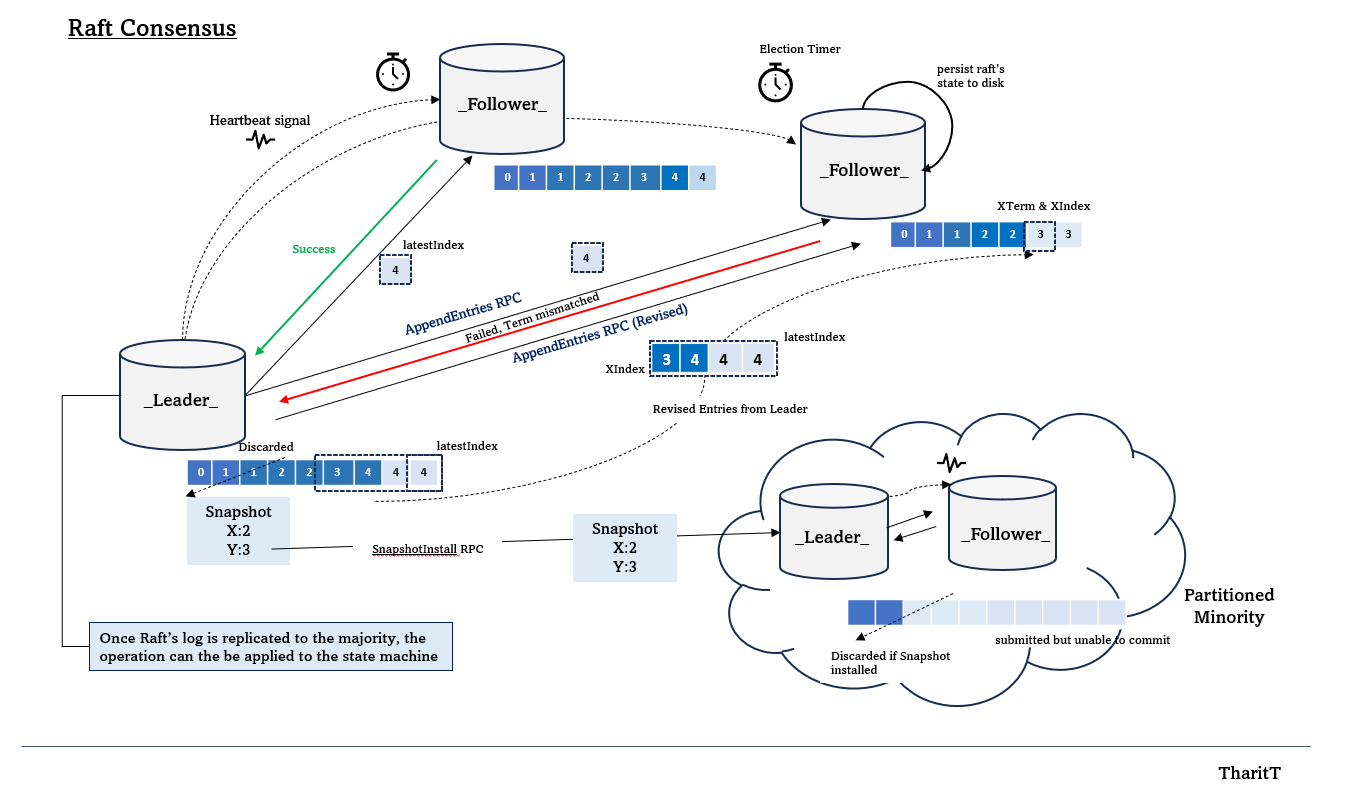 Raft Consensus
Election Timer
persist raft's
state to disk
_Follower_
Heartbeat signal
_Follower_
0 1 1 2 2 3 4 4
XTerm & XIndex
0 1 1 2 2 3 3
Success
latestIndex
4
4
AppendEntries RPC
Failed, Term mismatched
AppendEntries RPC (Revised)
latestIndex
XIndex
3 4 4 4
Revised Entries from Leader
_Leader_
Discarded
latestIndex
0 1 1 2 2 3 4 4 4
Snapshot
X:2
Y:3
SnapshotInstall RPC
Snapshot
X:2
Y:3
_Leader_
_Follower_
Partitioned
Minority
submitted but unable to commit
Discarded if Snapshot
installed
Once Raft's log is replicated to the majority, the
operation can the be applied to the state machine
TharitT